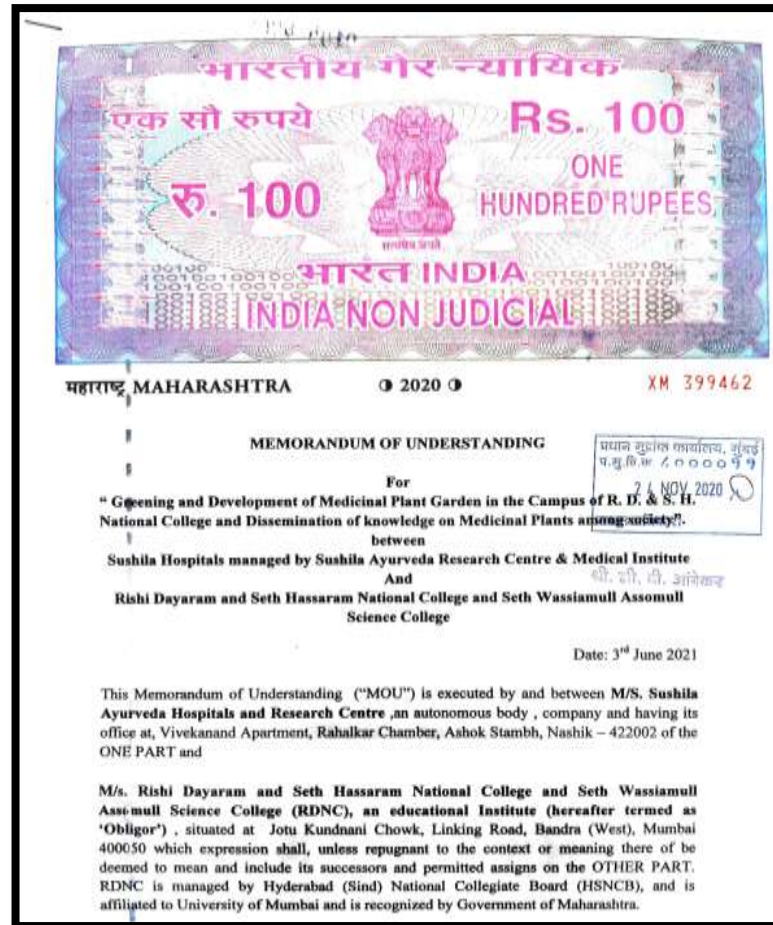 भारतीय गैर न्यायिक
एक सौ रुपये
Rs. 100
रु. 100
ONE
HUNDRED RUPEES
सत्यमेव जयते
भारत INDIA
INDIA NON JUDICIAL
महाराष्ट्र MAHARASHTRA
2020
XM 399462
MEMORANDUM OF UNDERSTANDING
प्रधान मुद्रांक कार्यालय, मुंबई
प.मु.वि.क्र. ८००००११
24 NOV 2020
For
“ Greening and Development of Medicinal Plant Garden in the Campus of R. D. & S. H.
National College and Dissemination of knowledge on Medicinal Plants among society”.
between
Sushila Hospitals managed by Sushila Ayurveda Research Centre & Medical Institute
And
Rishi Dayaram and Seth Hassaram National College and Seth Wassiamull Assomull
Science College
Date: 3rd June 2021
This Memorandum of Understanding (“MOU”) is executed by and between M/S. Sushila
Ayurveda Hospitals and Research Centre ,an autonomous body , company and having its
office at, Vivekanand Apartment, Rahalkar Chamber, Ashok Stambh, Nashik – 422002 of the
ONE PART and
M/s. Rishi Dayaram and Seth Hassaram National College and Seth Wassiamull
Assomull Science College (RDNC), an educational Institute (hereafter termed as
‘Obligor’) , situated at Jotu Kundnani Chowk, Linking Road, Bandra (West), Mumbai
400050 which expression shall, unless repugnant to the context or meaning there of be
deemed to mean and include its successors and permitted assigns on the OTHER PART.
RDNC is managed by Hyderabad (Sind) National Collegiate Board (HSNCB), and is
affiliated to University of Mumbai and is recognized by Government of Maharashtra.